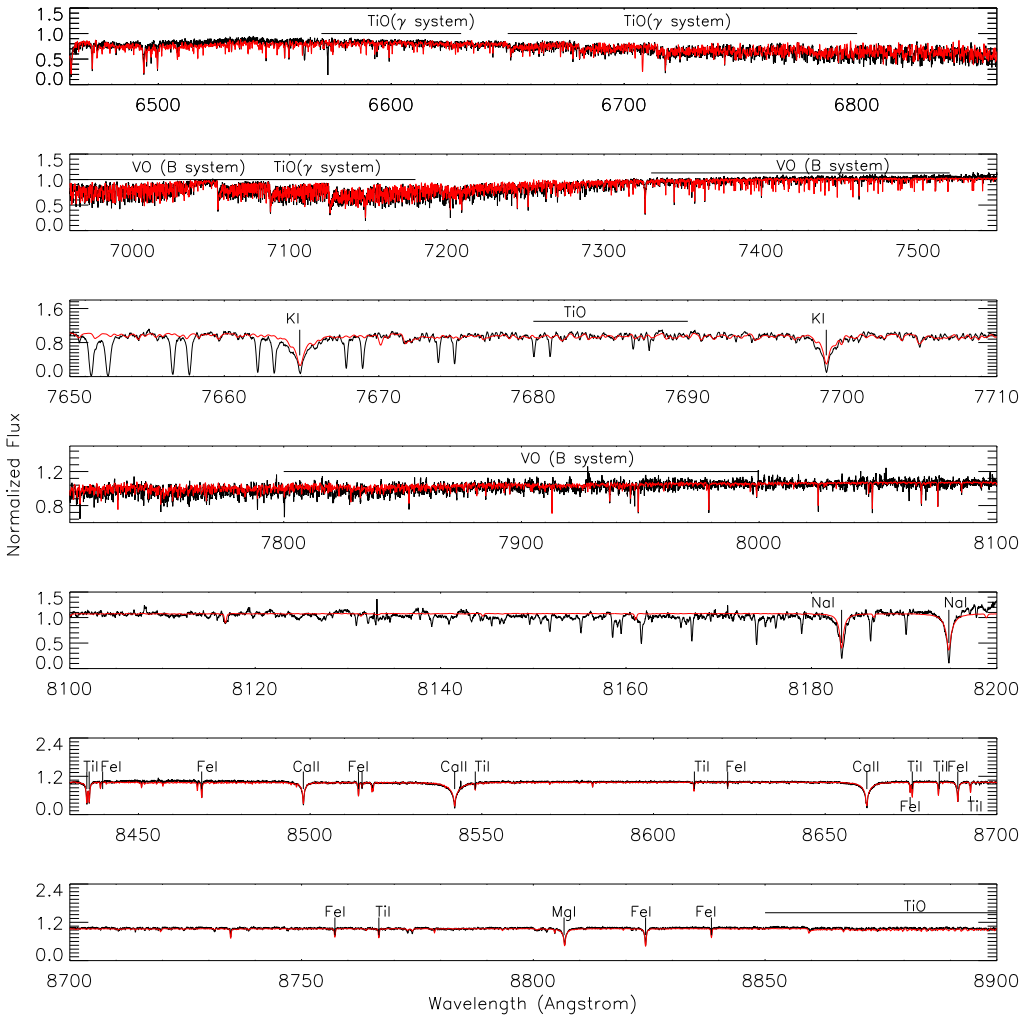 TiO(γ system) TiO(γ system)
1.5
1.0
0.5
0.0
6500 6600 6700 6800
VO (B system) TiO(γ system) VO (B system)
1.5
1.0
0.5
0.0
7000 7100 7200 7300 7400 7500
KI TiO KI
1.6
0.8
0.0
7650 7660 7670 7680 7690 7700 7710
VO (B system)
1.2
0.8
7800 7900 8000 8100
NaI NaI
1.5
1.0
0.5
0.0
8100 8120 8140 8160 8180 8200
2.4
1.2
0.0
TiI FeI FeI CaII FeI CaII TiI TiI FeI CaII TiI TiI FeI
FeI TiI
8450 8500 8550 8600 8650 8700
2.4
1.2
0.0
FeI TiI MgI FeI FeI TiO
8700 8750 8800 8850 8900
Wavelength (Angstrom)
Normalized Flux